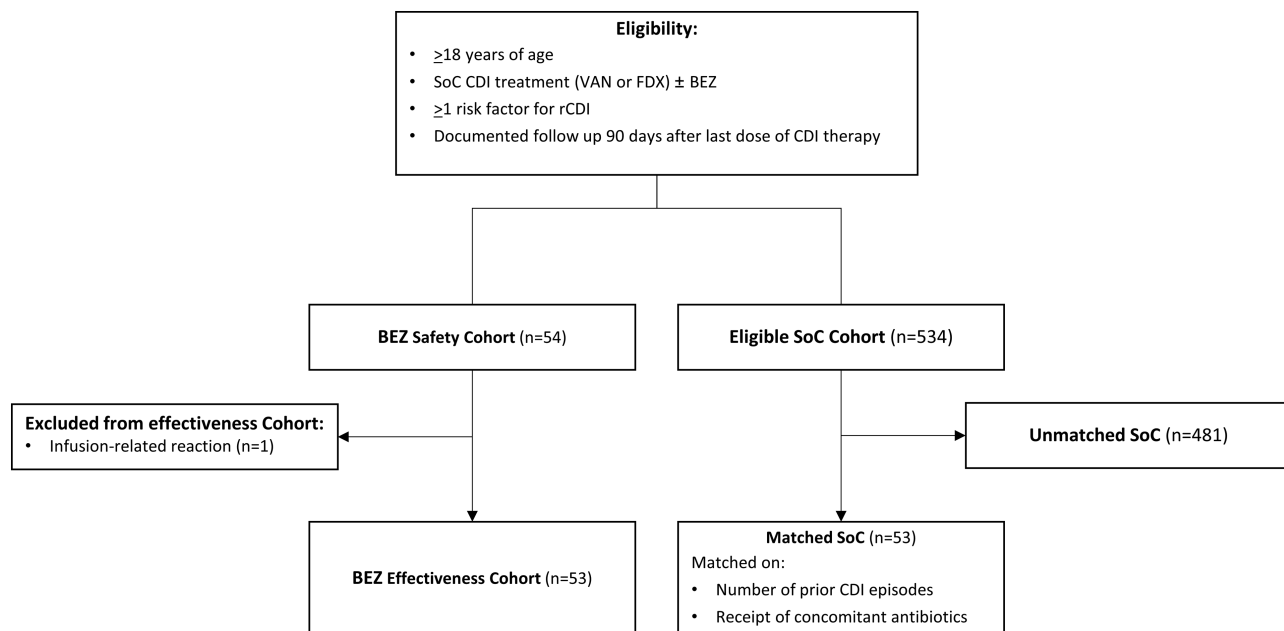 Eligibility:
• ≥18 years of age
• SoC CDI treatment (VAN or FDX) ± BEZ
• ≥1 risk factor for rCDI
• Documented follow up 90 days after last dose of CDI therapy
BEZ Safety Cohort (n=54)
Eligible SoC Cohort (n=534)
Excluded from effectiveness Cohort:
• Infusion-related reaction (n=1)
Unmatched SoC (n=481)
BEZ Effectiveness Cohort (n=53)
Matched SoC (n=53)
Matched on:
• Number of prior CDI episodes
• Receipt of concomitant antibiotics